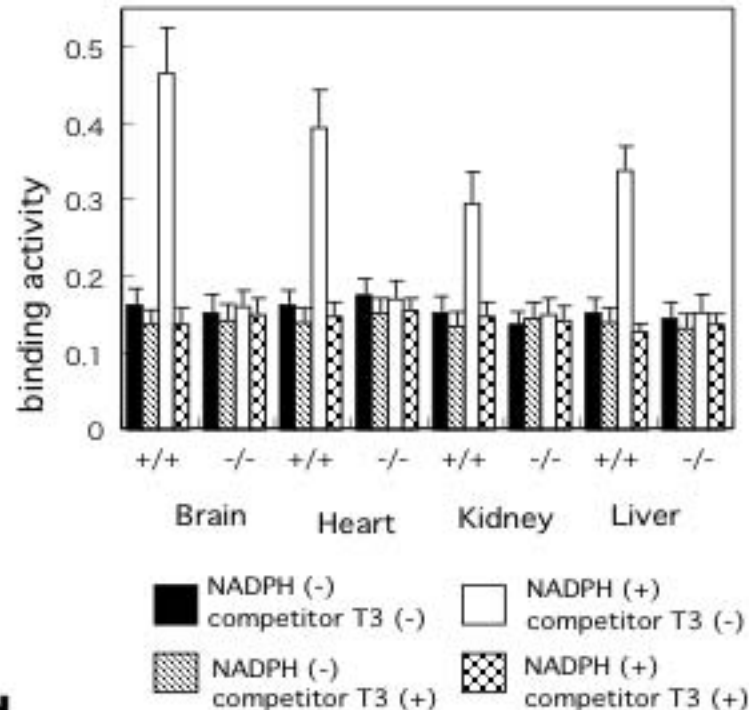 binding activity
0.5
0.4
0.3
0.2
0.1
0
+/+ -/- +/+ -/- +/+ -/- +/+ -/-
Brain Heart Kidney Liver
NADPH (-)
competitor T3 (-)
NADPH (+)
competitor T3 (-)
NADPH (-)
competitor T3 (+)
NADPH (+)
competitor T3 (+)